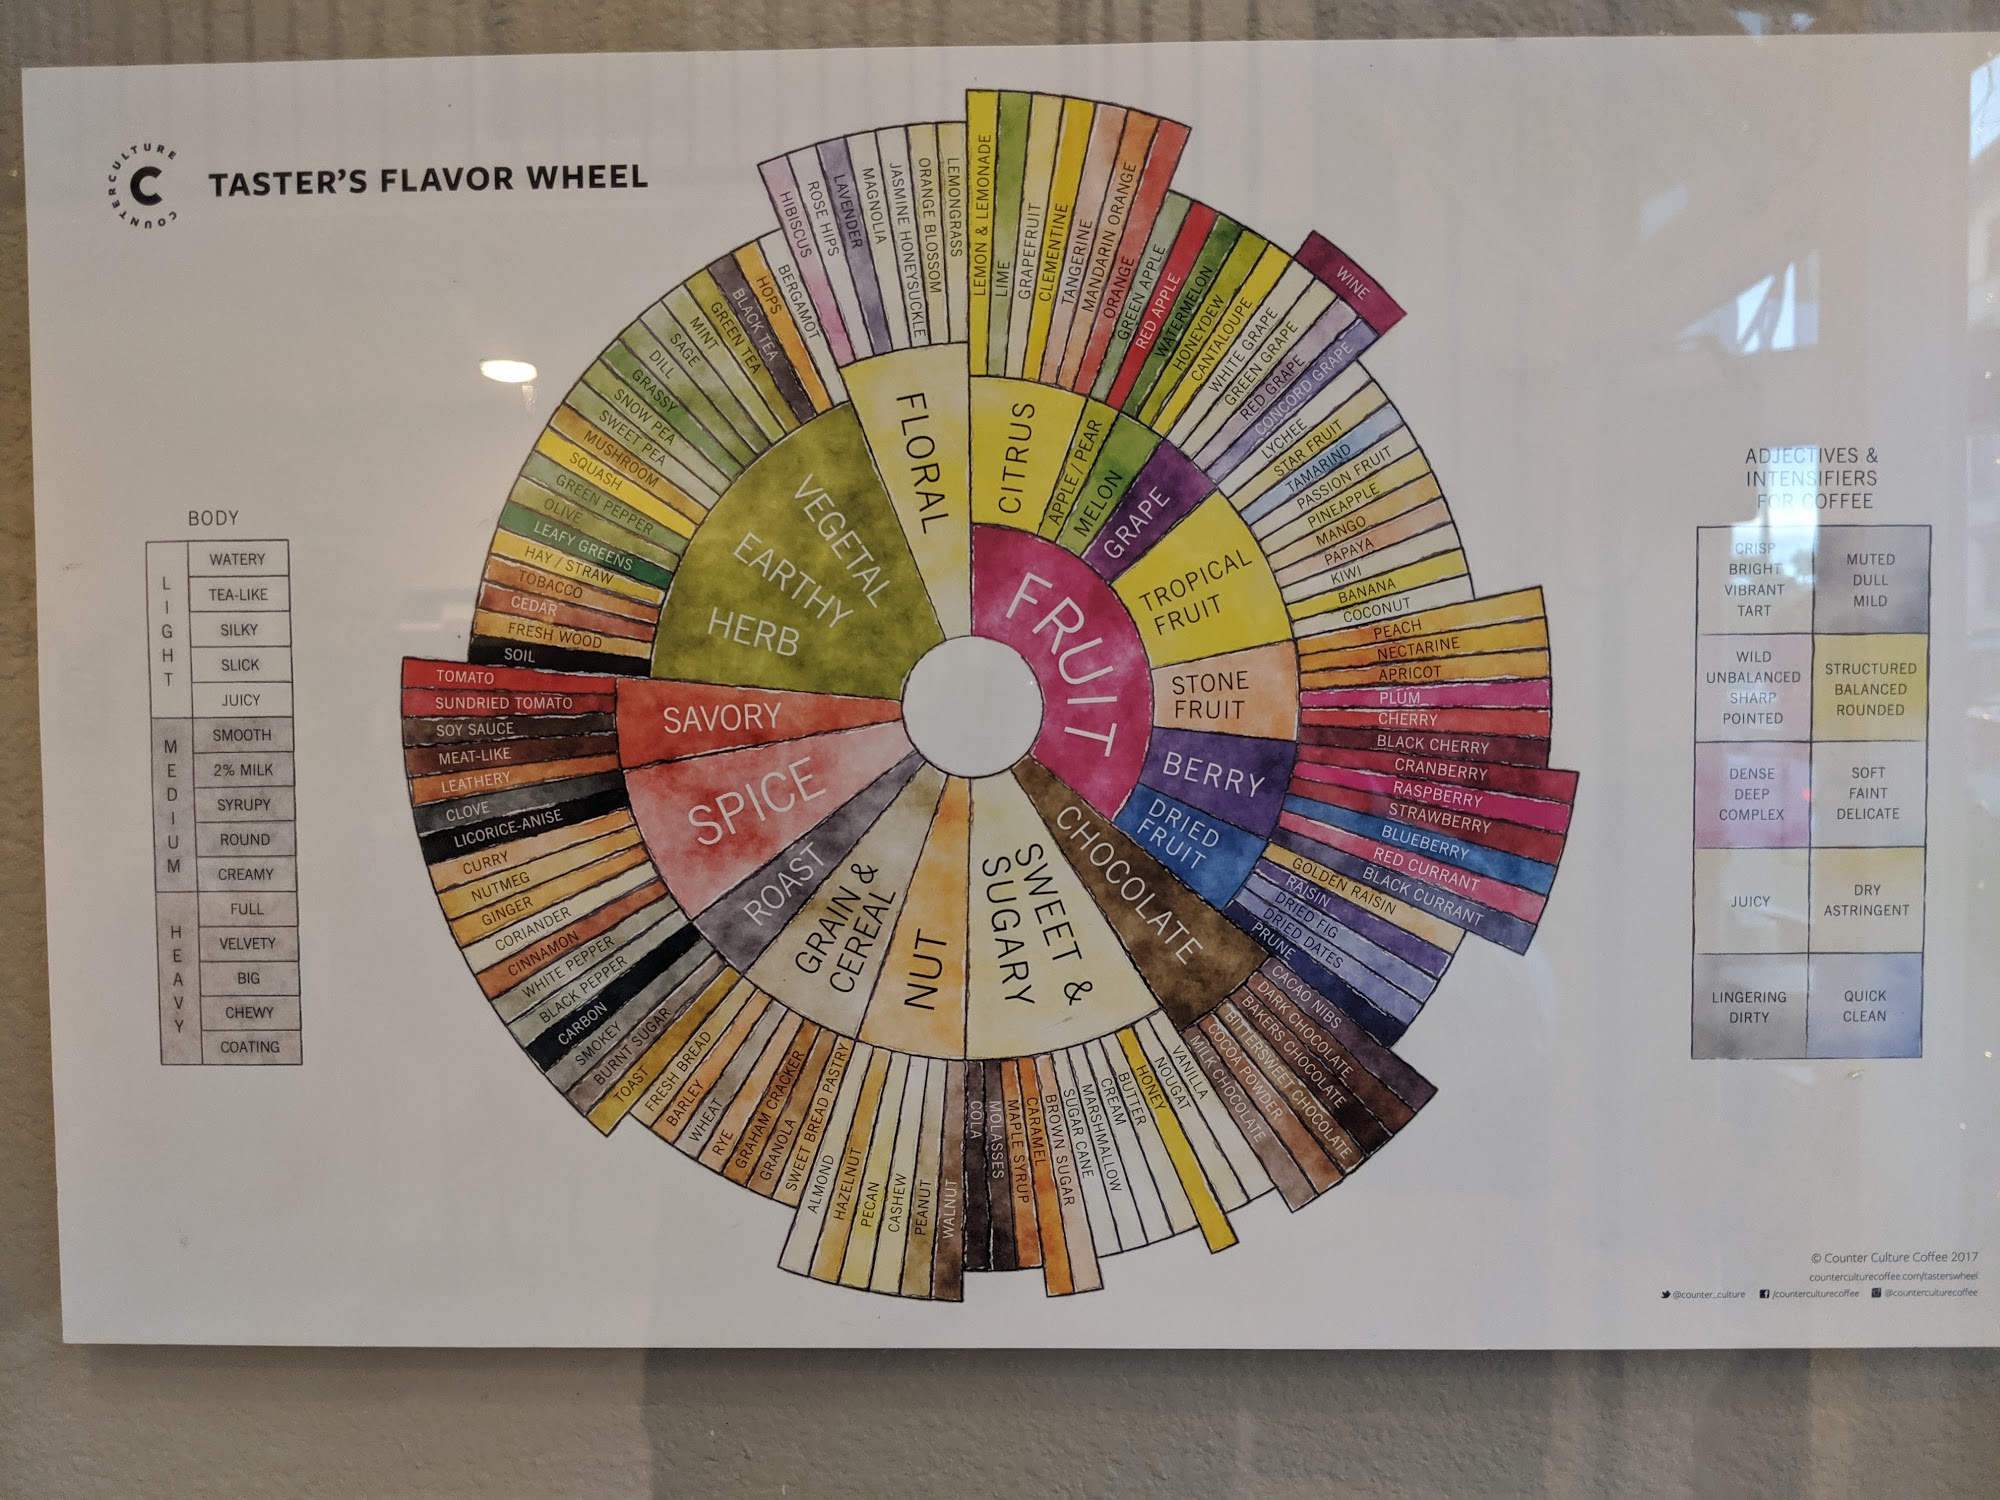 COUNTER CULTURE
C
TASTER'S FLAVOR WHEEL
BODY
LIGHT
WATERY
TEA-LIKE
SILKY
SLICK
JUICY
MEDIUM
SMOOTH
2% MILK
SYRUPY
ROUND
CREAMY
HEAVY
FULL
VELVETY
BIG
CHEWY
COATING
FRUIT
CITRUS
LEMON & LEMONADE
LIME
GRAPEFRUIT
CLEMENTINE
TANGERINE
MANDARIN ORANGE
ORANGE
APPLE / PEAR
GREEN APPLE
RED APPLE
MELON
WATERMELON
HONEYDEW
CANTALOUPE
GRAPE
WHITE GRAPE
GREEN GRAPE
RED GRAPE
CONCORD GRAPE
WINE
TROPICAL
FRUIT
LYCHEE
STAR FRUIT
TAMARIND
PASSION FRUIT
PINEAPPLE
MANGO
PAPAYA
KIWI
BANANA
COCONUT
STONE
FRUIT
PEACH
NECTARINE
APRICOT
PLUM
CHERRY
BLACK CHERRY
BERRY
CRANBERRY
RASPBERRY
STRAWBERRY
BLUEBERRY
RED CURRANT
BLACK CURRANT
DRIED
FRUIT
GOLDEN RAISIN
RAISIN
DRIED FIG
DRIED DATES
PRUNE
CHOCOLATE
CACAO NIBS
DARK CHOCOLATE
BAKERS CHOCOLATE
BITTERSWEET CHOCOLATE
COCOA POWDER
MILK CHOCOLATE
SWEET &
SUGARY
VANILLA
NOUGAT
HONEY
BUTTER
CREAM
MARSHMALLOW
SUGAR CANE
BROWN SUGAR
CARAMEL
MAPLE SYRUP
MOLASSES
COLA
NUT
WALNUT
PEANUT
CASHEW
PECAN
HAZELNUT
ALMOND
GRAIN &
CEREAL
SWEET BREAD PASTRY
GRANOLA
GRAHAM CRACKER
RYE
WHEAT
BARLEY
FRESH BREAD
ROAST
TOAST
BURNT SUGAR
SMOKEY
CARBON
SPICE
BLACK PEPPER
WHITE PEPPER
CINNAMON
CORIANDER
GINGER
NUTMEG
CURRY
LICORICE-ANISE
CLOVE
SAVORY
LEATHERY
MEAT-LIKE
SOY SAUCE
SUNDRIED TOMATO
TOMATO
VEGETAL
EARTHY
HERB
SOIL
FRESH WOOD
CEDAR
TOBACCO
HAY / STRAW
LEAFY GREENS
OLIVE
GREEN PEPPER
SQUASH
MUSHROOM
SWEET PEA
SNOW PEA
GRASSY
DILL
SAGE
MINT
GREEN TEA
BLACK TEA
HOPS
BERGAMOT
FLORAL
HIBISCUS
ROSE HIPS
LAVENDER
MAGNOLIA
JASMINE HONEYSUCKLE
ORANGE BLOSSOM
LEMONGRASS
ADJECTIVES &
INTENSIFIERS
FOR COFFEE
CRISP
BRIGHT
VIBRANT
TART
MUTED
DULL
MILD
WILD
UNBALANCED
SHARP
POINTED
STRUCTURED
BALANCED
ROUNDED
DENSE
DEEP
COMPLEX
SOFT
FAINT
DELICATE
JUICY
DRY
ASTRINGENT
LINGERING
DIRTY
QUICK
CLEAN
© Counter Culture Coffee 2017
counterculturecoffee.com/tasterswheel
@counter_culture /counterculturecoffee @counterculturecoffee